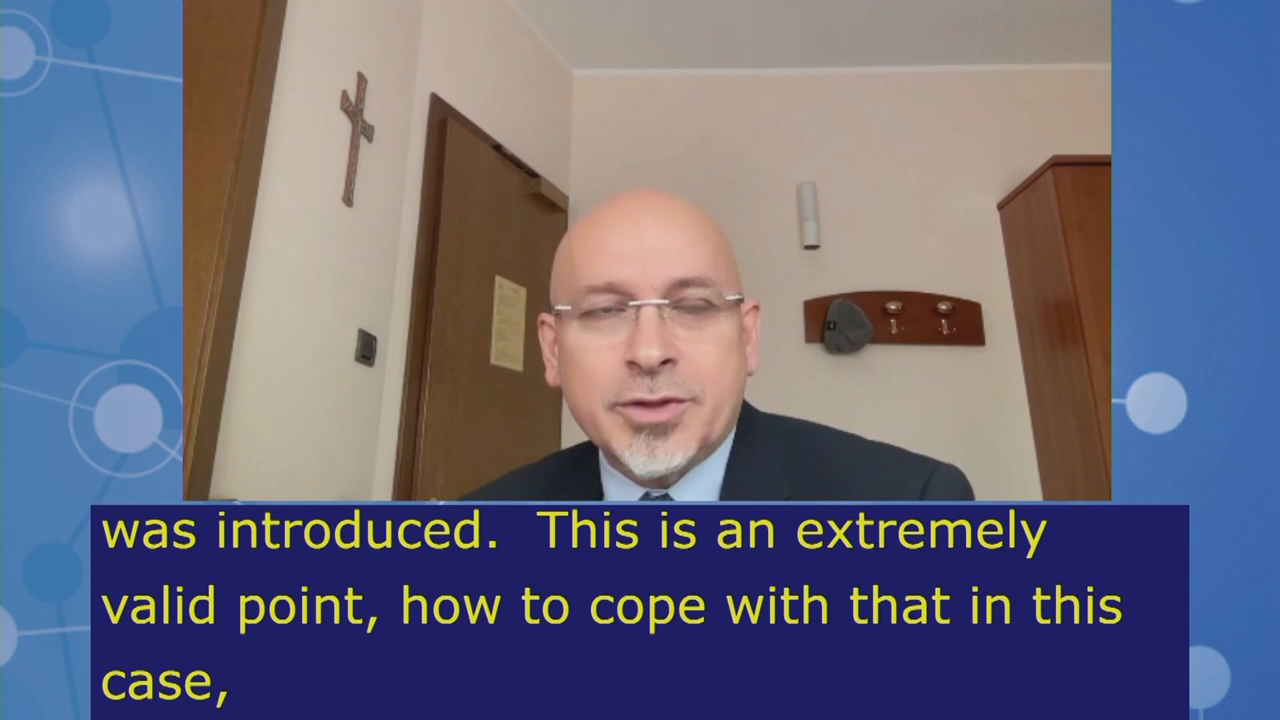 was introduced.  This is an extremely
valid point, how to cope with that in this
case,